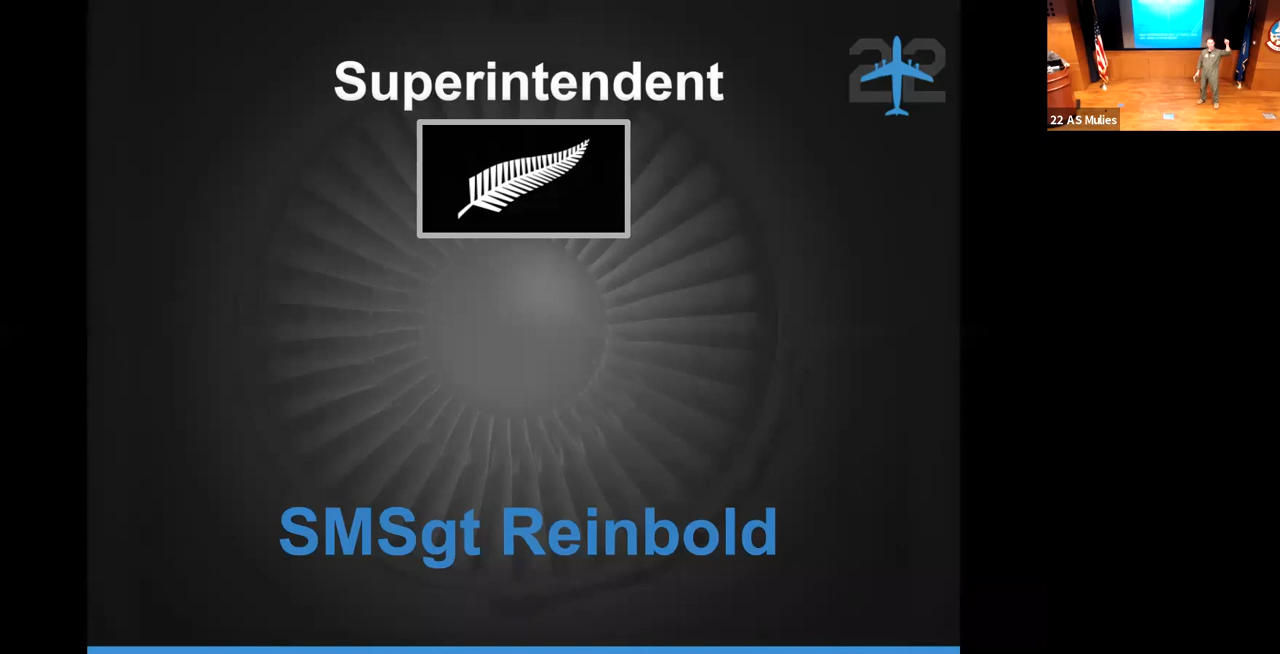 Superintendent
22
SMSgt Reinbold
22 AS Mulies